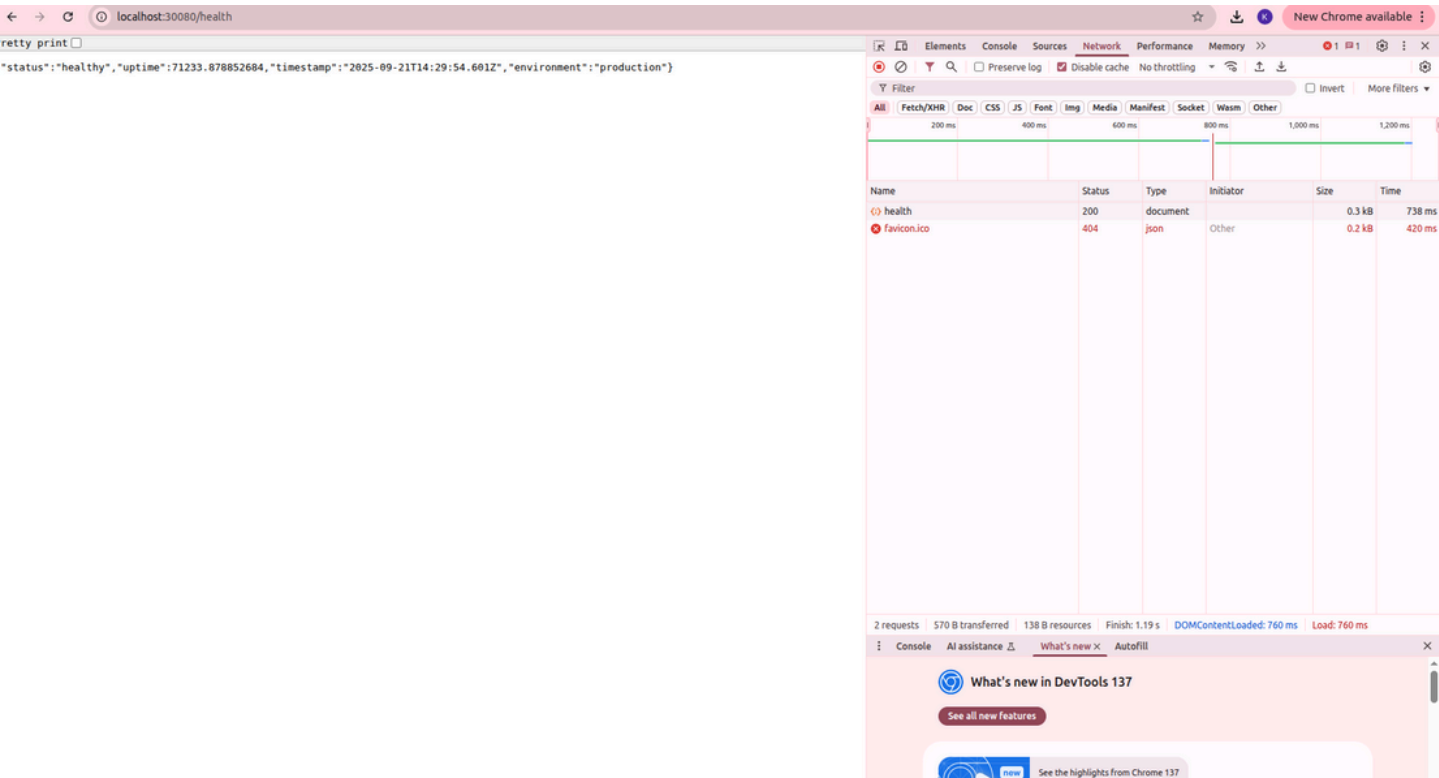 localhost:30080/health
New Chrome available
K
retty print
"status":"healthy","uptime":71233.878852684,"timestamp":"2025-09-21T14:29:54.601Z","environment":"production"}
Elements Console Sources Network Performance Memory >> 1 1
Preserve log Disable cache No throttling
Filter
Invert More filters
All Fetch/XHR Doc CSS JS Font Img Media Manifest Socket Wasm Other
200 ms 400 ms 600 ms 800 ms 1,000 ms 1,200 ms
Name Status Type Initiator Size Time
health 200 document 0.3 kB 738 ms
favicon.ico 404 json Other 0.2 kB 420 ms
2 requests 570 B transferred 138 B resources Finish: 1.19 s DOMContentLoaded: 760 ms Load: 760 ms
Console AI assistance What's new Autofill
What's new in DevTools 137
See all new features
new
See the highlights from Chrome 137